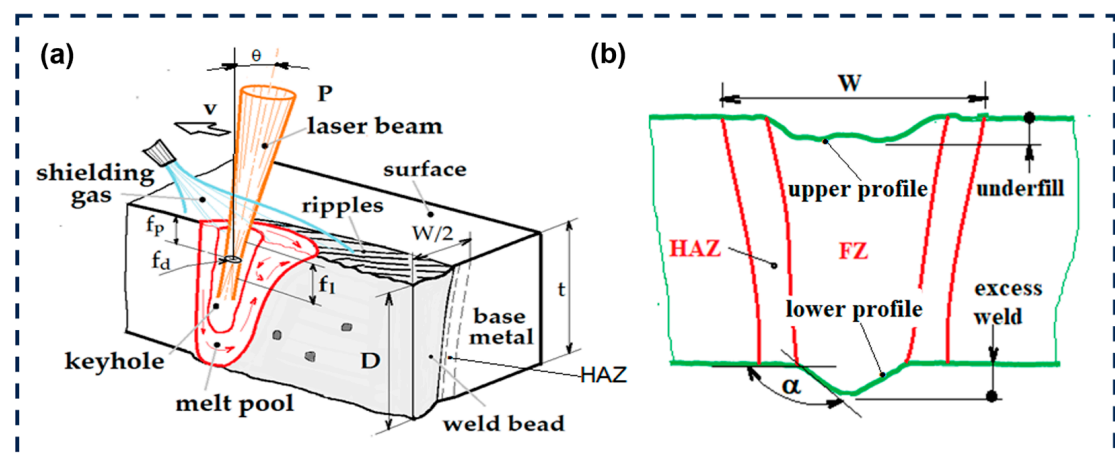 (a)
θ
P
v
laser beam
shielding
gas
surface
ripples
W/2
fp
fd
f1
t
keyhole
D
base
metal
HAZ
melt pool
weld bead
(b)
W
upper profile
underfill
HAZ
FZ
lower profile
excess
weld
α